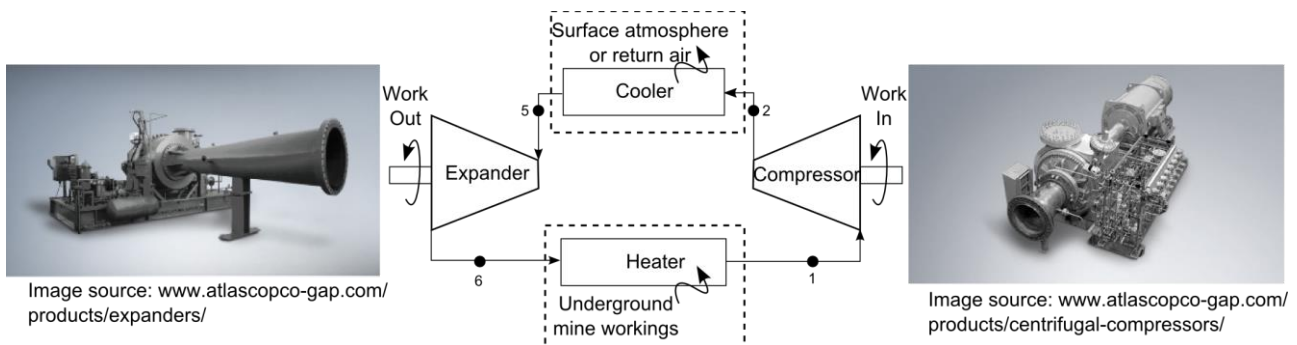 Surface atmosphere
or return air
Cooler
5
2
Work
Out
Work
In
Expander
Compressor
Heater
6
1
Underground
mine workings
Image source: www.atlascopco-gap.com/
products/expanders/
Image source: www.atlascopco-gap.com/
products/centrifugal-compressors/